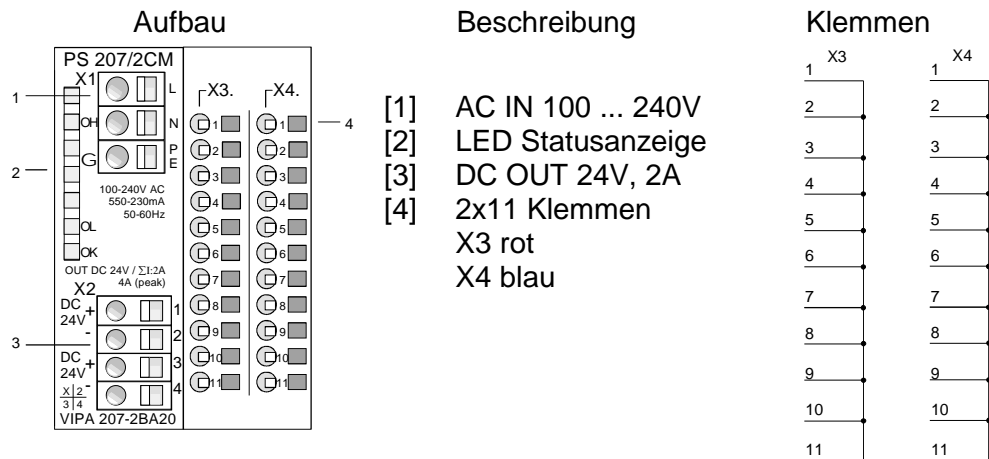 Aufbau
Beschreibung
Klemmen
PS 207/2CM
X1
L
OH
N
G
P
E
100-240V AC
550-230mA
50-60Hz
OL
OK
OUT DC 24V / ∑I:2A
4A (peak)
X2
DC
24V
+
-
1
2
DC
24V
+
-
3
4
X 2
3 4
VIPA 207-2BA20
X3.
X4.
1 1
2 2
3 3
4 4
5 5
6 6
7 7
8 8
9 9
10 10
11 11
1
2
3
4
[1] AC IN 100 ... 240V
[2] LED Statusanzeige
[3] DC OUT 24V, 2A
[4] 2x11 Klemmen
X3 rot
X4 blau
X3 X4
1 1
2 2
3 3
4 4
5 5
6 6
7 7
8 8
9 9
10 10
11 11